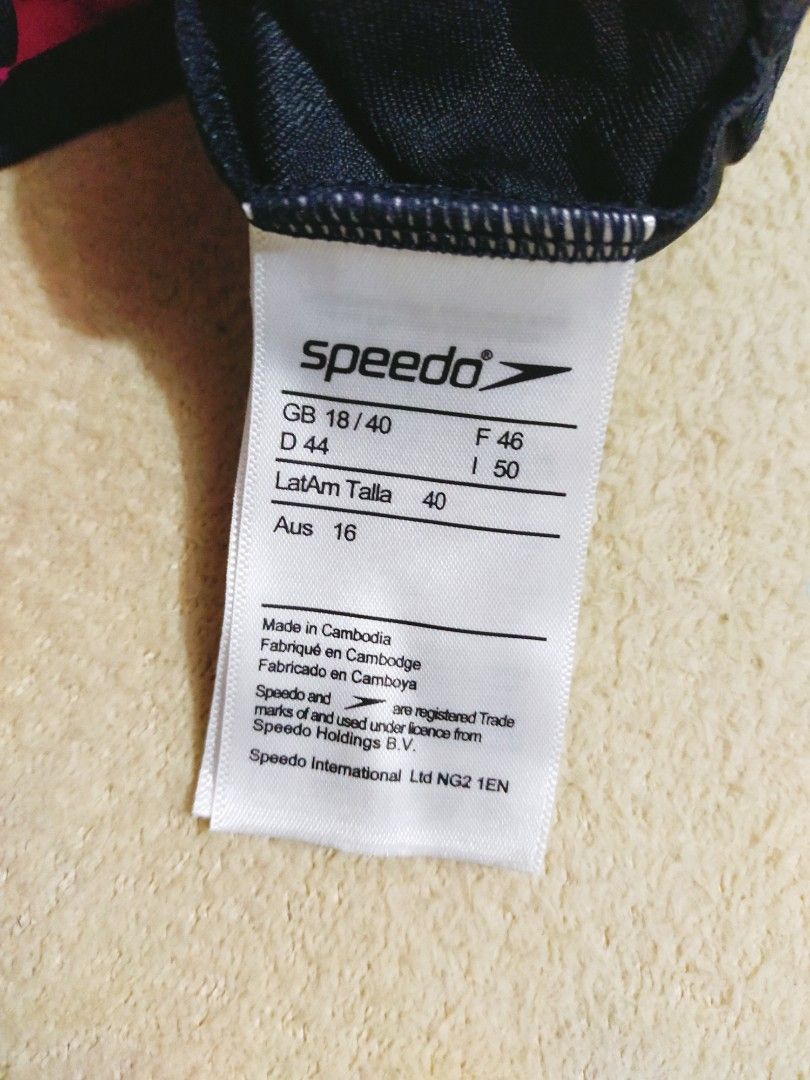 speedo®
GB 18/40 F 46
D 44 I 50
LatAm Talla 40
Aus 16
Made in Cambodia
Fabriqué en Cambodge
Fabricado en Camboya
Speedo and are registered Trade
marks of and used under licence from
Speedo Holdings B.V.
Speedo International Ltd NG2 1EN